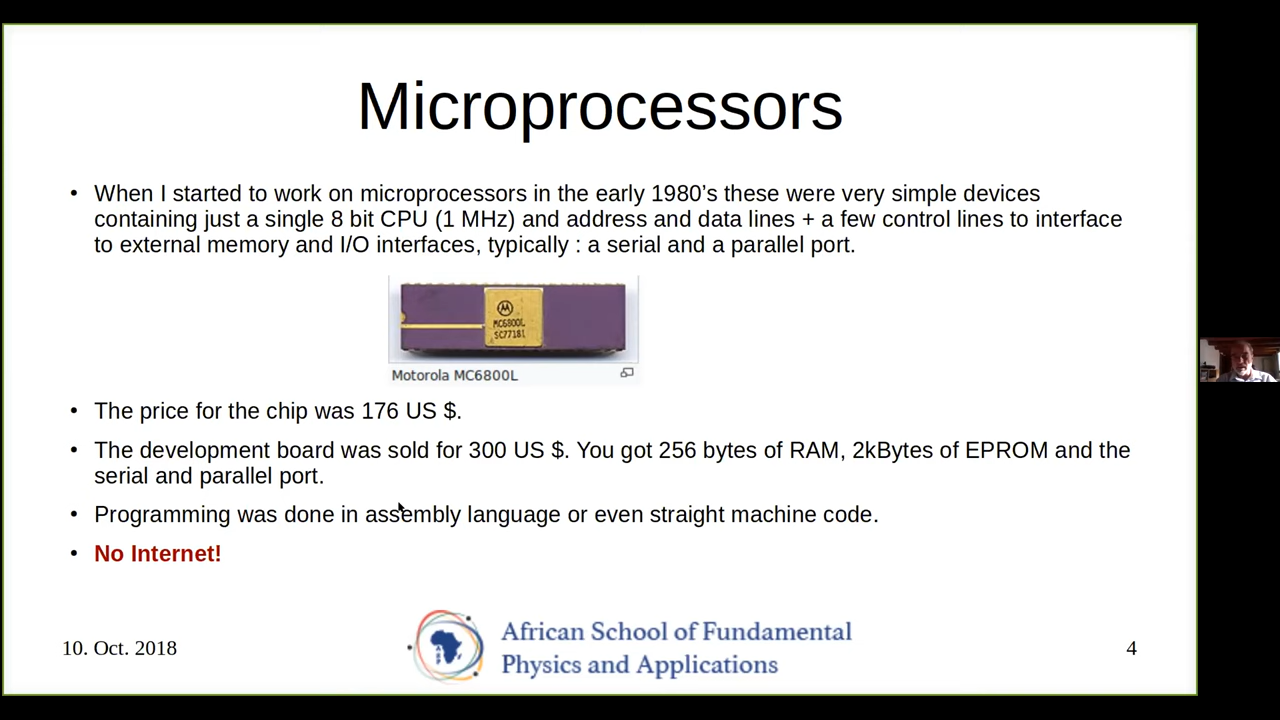 Microprocessors
• When I started to work on microprocessors in the early 1980’s these were very simple devices
containing just a single 8 bit CPU (1 MHz) and address and data lines + a few control lines to interface
to external memory and I/O interfaces, typically : a serial and a parallel port.
MC6800L
SC77181
Motorola MC6800L
• The price for the chip was 176 US $.
• The development board was sold for 300 US $. You got 256 bytes of RAM, 2kBytes of EPROM and the
serial and parallel port.
• Programming was done in assembly language or even straight machine code.
• No Internet!
10. Oct. 2018
African School of Fundamental
Physics and Applications
4